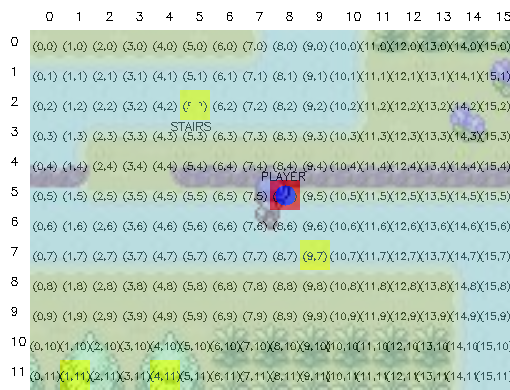 0 1 2 3 4 5 6 7 8 9 10 11 12 13 14 15
0 (0,0) (1,0) (2,0) (3,0) (4,0) (5,0) (6,0) (7,0) (8,0) (9,0) (10,0) (11,0) (12,0) (13,0) (14,0) (15,0)
1 (0,1) (1,1) (2,1) (3,1) (4,1) (5,1) (6,1) (7,1) (8,1) (9,1) (10,1) (11,1) (12,1) (13,1) (14,1) (15,1)
2 (0,2) (1,2) (2,2) (3,2) (4,2) (6,2) (7,2) (8,2) (9,2) (10,2) (11,2) (12,2) (13,2) (14,2) (15,2)
STAIRS
3 (0,3) (1,3) (2,3) (3,3) (4,3) (5,3) (6,3) (7,3) (8,3) (9,3) (10,3) (11,3) (12,3) (13,3) (14,3) (15,3)
4 (0,4) (1,4) (2,4) (3,4) (4,4) (5,4) (6,4) (7,4) (8,4) (9,4) (10,4) (11,4) (12,4) (13,4) (14,4) (15,4)
PLAYER
5 (0,5) (1,5) (2,5) (3,5) (4,5) (5,5) (6,5) (7,5) (9,5) (10,5) (11,5) (12,5) (13,5) (14,5) (15,5)
6 (0,6) (1,6) (2,6) (3,6) (4,6) (5,6) (6,6) (7,6) (8,6) (9,6) (10,6) (11,6) (12,6) (13,6) (14,6) (15,6)
7 (0,7) (1,7) (2,7) (3,7) (4,7) (5,7) (6,7) (7,7) (8,7) (9,7) (10,7) (11,7) (12,7) (13,7) (14,7) (15,7)
8 (0,8) (1,8) (2,8) (3,8) (4,8) (5,8) (6,8) (7,8) (8,8) (9,8) (10,8) (11,8) (12,8) (13,8) (14,8) (15,8)
9 (0,9) (1,9) (2,9) (3,9) (4,9) (5,9) (6,9) (7,9) (8,9) (9,9) (10,9) (11,9) (12,9) (13,9) (14,9) (15,9)
10 (0,10) (1,10) (2,10) (3,10) (4,10) (5,10) (6,10) (7,10) (8,10) (9,10) (10,10) (11,10) (12,10) (13,10) (14,10) (15,10)
11 (0,11) (1,11) (2,11) (3,11) (4,11) (5,11) (6,11) (7,11) (8,11) (9,11) (10,11) (11,11) (12,11) (13,11) (14,11) (15,11)